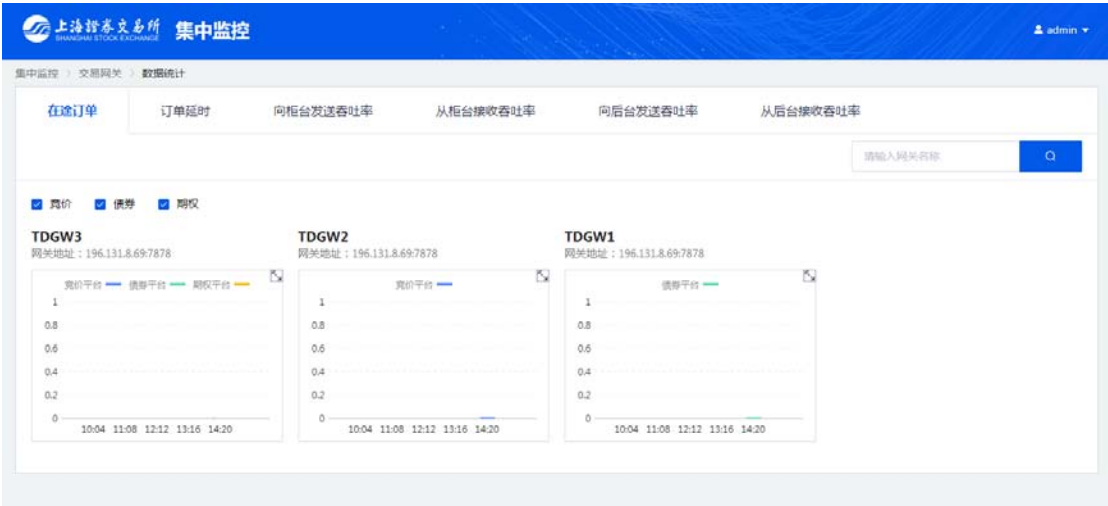 上海證券交易所 集中监控
SHANGHAI STOCK EXCHANGE
admin
集中监控 > 交易网关 > 数据统计
在途订单 订单延时 向柜台发送吞吐率 从柜台接收吞吐率 向后台发送吞吐率 从后台接收吞吐率
请输入网关名称
竞价 债券 期权
TDGW3 TDGW2 TDGW1
网关地址：196.131.8.69:7878 网关地址：196.131.8.69:7878 网关地址：196.131.8.69:7878
竞价平台 债券平台 期权平台 竞价平台 债券平台
1 1 1
0.8 0.8 0.8
0.6 0.6 0.6
0.4 0.4 0.4
0.2 0.2 0.2
0 0 0
10:04 11:08 12:12 13:16 14:20 10:04 11:08 12:12 13:16 14:20 10:04 11:08 12:12 13:16 14:20